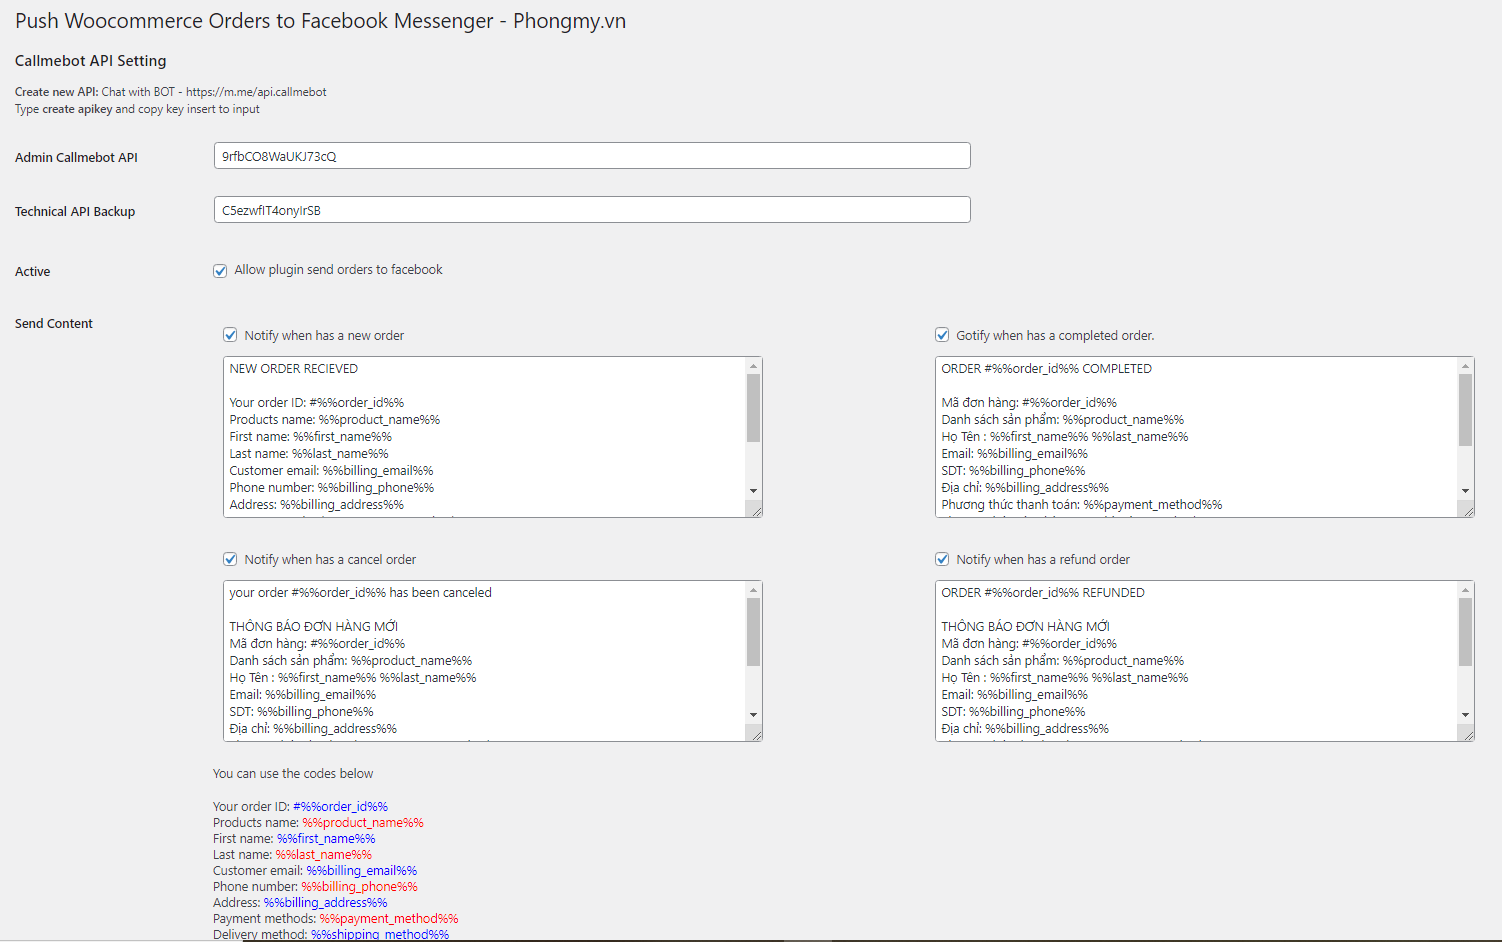 Push Woocommerce Orders to Facebook Messenger - Phongmy.vn
Callmebot API Setting
Create new API: Chat with BOT - https://m.me/api.callmebot
Type create apikey and copy key insert to input
Admin Callmebot API
9rfbCO8WaUKJ73cQ
Technical API Backup
C5ezwfIT4onyIrSB
Active
Allow plugin send orders to facebook
Send Content
Notify when has a new order
NEW ORDER RECIEVED
Your order ID: #%%order_id%%
Products name: %%product_name%%
First name: %%first_name%%
Last name: %%last_name%%
Customer email: %%billing_email%%
Phone number: %%billing_phone%%
Address: %%billing_address%%
Gotify when has a completed order.
ORDER #%%order_id%% COMPLETED
Mã đơn hàng: #%%order_id%%
Danh sách sản phẩm: %%product_name%%
Họ Tên : %%first_name%% %%last_name%%
Email: %%billing_email%%
SDT: %%billing_phone%%
Địa chỉ: %%billing_address%%
Phương thức thanh toán: %%payment_method%%
Notify when has a cancel order
your order #%%order_id%% has been canceled
THÔNG BÁO ĐƠN HÀNG MỚI
Mã đơn hàng: #%%order_id%%
Danh sách sản phẩm: %%product_name%%
Họ Tên : %%first_name%% %%last_name%%
Email: %%billing_email%%
SDT: %%billing_phone%%
Địa chỉ: %%billing_address%%
Notify when has a refund order
ORDER #%%order_id%% REFUNDED
THÔNG BÁO ĐƠN HÀNG MỚI
Mã đơn hàng: #%%order_id%%
Danh sách sản phẩm: %%product_name%%
Họ Tên : %%first_name%% %%last_name%%
Email: %%billing_email%%
SDT: %%billing_phone%%
Địa chỉ: %%billing_address%%
You can use the codes below
Your order ID: #%%order_id%%
Products name: %%product_name%%
First name: %%first_name%%
Last name: %%last_name%%
Customer email: %%billing_email%%
Phone number: %%billing_phone%%
Address: %%billing_address%%
Payment methods: %%payment_method%%
Delivery method: %%shipping_method%%